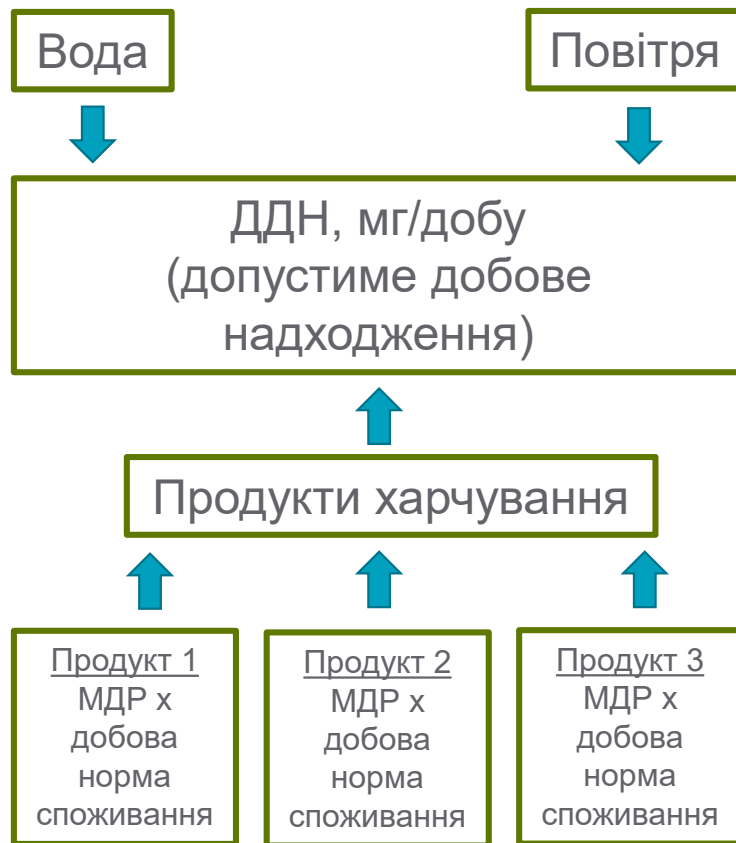 Вода
Повітря
ДДН, мг/добу
(допустиме добове
надходження)
Продукти харчування
Продукт 1
МДР х
добова
норма
споживання
Продукт 2
МДР х
добова
норма
споживання
Продукт 3
МДР х
добова
норма
споживання